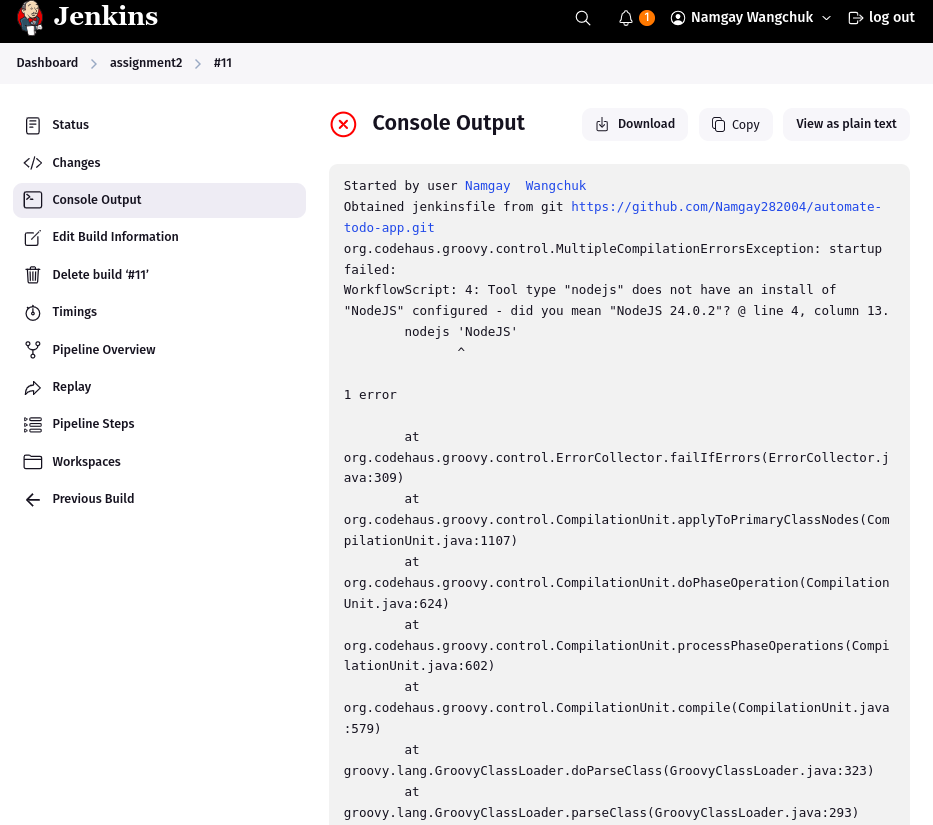 Jenkins
1
Namgay Wangchuk
log out
Dashboard
assignment2
#11
Status
Changes
Console Output
Edit Build Information
Delete build ‘#11’
Timings
Pipeline Overview
Replay
Pipeline Steps
Workspaces
Previous Build
Console Output
Download
Copy
View as plain text
Started by user Namgay  Wangchuk
Obtained jenkinsfile from git https://github.com/Namgay282004/automate-
todo-app.git
org.codehaus.groovy.control.MultipleCompilationErrorsException: startup
failed:
WorkflowScript: 4: Tool type "nodejs" does not have an install of
"NodeJS" configured - did you mean "NodeJS 24.0.2"? @ line 4, column 13.
        nodejs 'NodeJS'
               ^
1 error
        at
org.codehaus.groovy.control.ErrorCollector.failIfErrors(ErrorCollector.j
ava:309)
        at
org.codehaus.groovy.control.CompilationUnit.applyToPrimaryClassNodes(Com
pilationUnit.java:1107)
        at
org.codehaus.groovy.control.CompilationUnit.doPhaseOperation(Compilation
Unit.java:624)
        at
org.codehaus.groovy.control.CompilationUnit.processPhaseOperations(Compi
lationUnit.java:602)
        at
org.codehaus.groovy.control.CompilationUnit.compile(CompilationUnit.java
:579)
        at
groovy.lang.GroovyClassLoader.doParseClass(GroovyClassLoader.java:323)
        at
groovy.lang.GroovyClassLoader.parseClass(GroovyClassLoader.java:293)